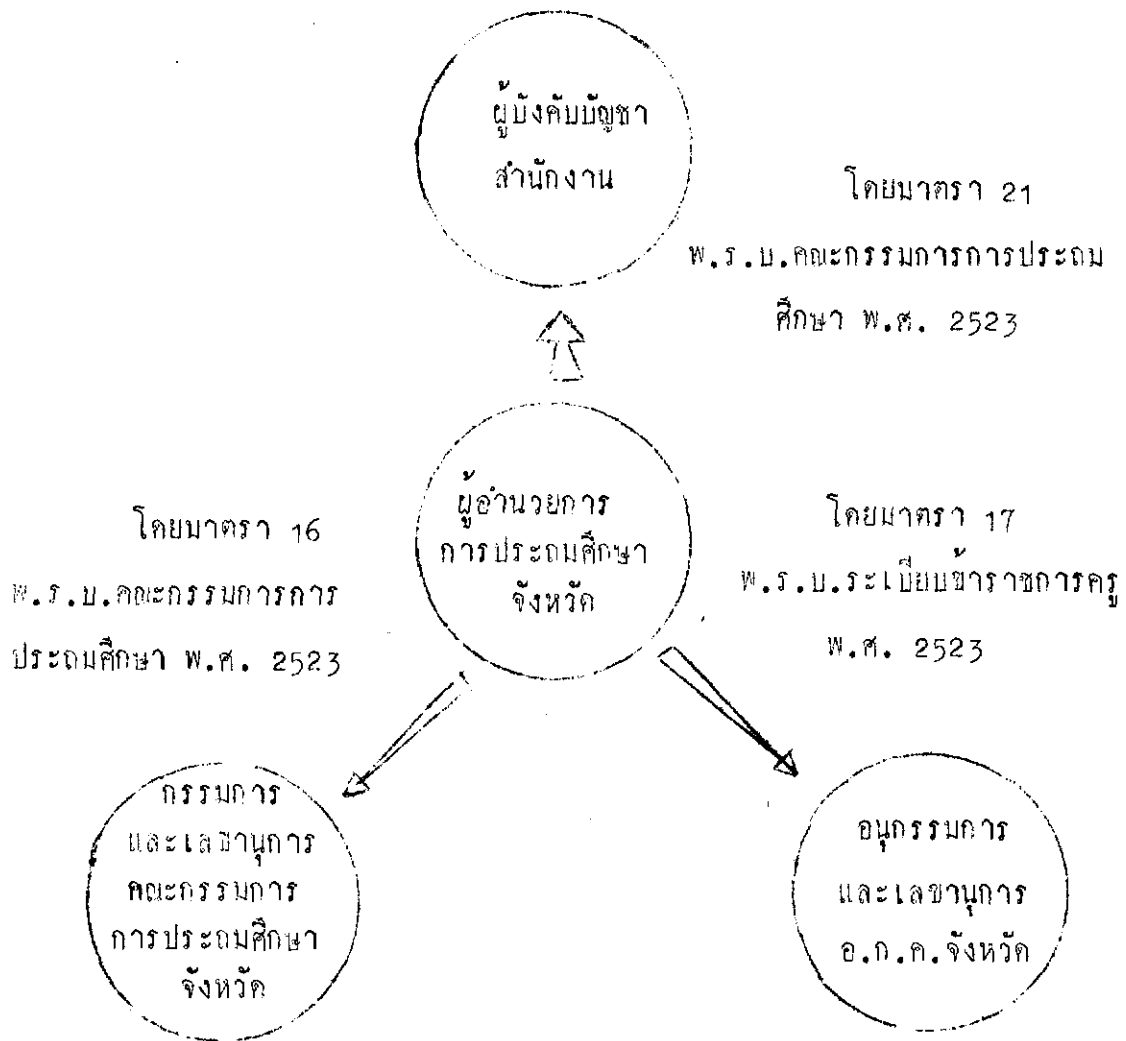 ผู้บังคับบัญชา
สำนักงาน
โดยมาตรา 21
พ.ร.บ.คณะกรรมการการประถม
ศึกษา พ.ศ. 2523
ผู้อำนวยการ
การประถมศึกษา
จังหวัด
โดยมาตรา 16
พ.ร.บ.คณะกรรมการการ
ประถมศึกษา พ.ศ. 2523
โดยมาตรา 17
พ.ร.บ.ระเบียบข้าราชการครู
พ.ศ. 2523
กรรมการ
และเลขานุการ
คณะกรรมการ
การประถมศึกษา
จังหวัด
อนุกรรมการ
และเลขานุการ
อ.ก.ค.จังหวัด